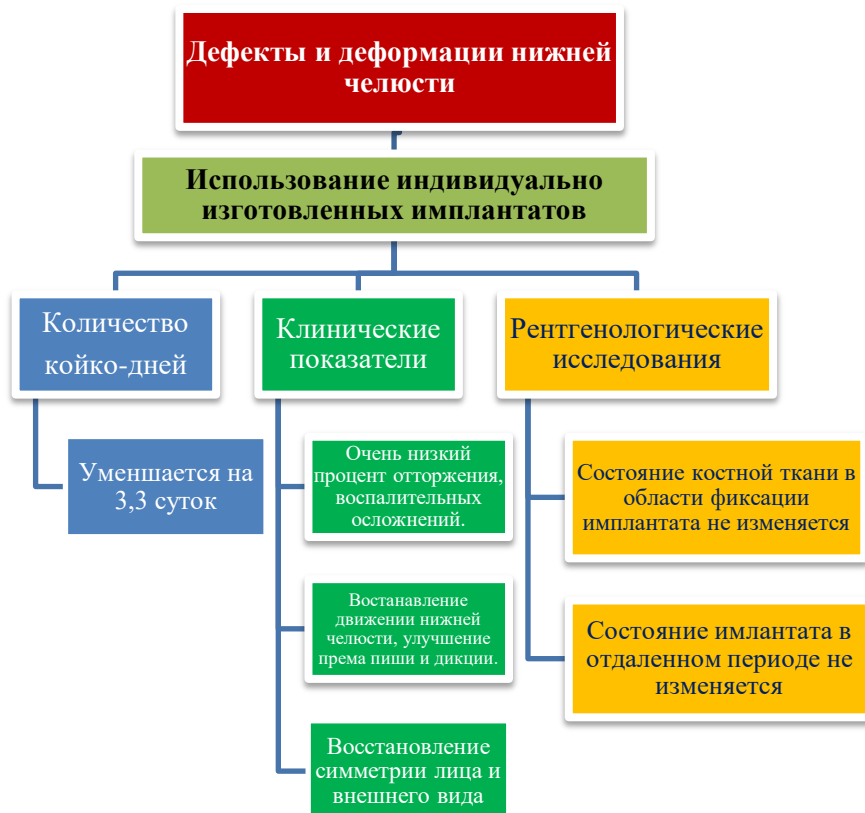 Дефекты и деформации нижней
челюсти
Использование индивидуально
изготовленных имплантатов
Количество
койко-дней
Уменьшается на
3,3 суток
Клинические
показатели
Очень низкий
процент отторжения,
воспалительных
осложнений.
Востанавление
движении нижней
челюсти, улучшение
према пиши и дикции.
Восстановление
симметрии лица и
внешнего вида
Рентгенологические
исследования
Состояние костной ткани в
области фиксации
имплантата не изменяется
Состояние имлантата в
отдаленном периоде не
изменяется